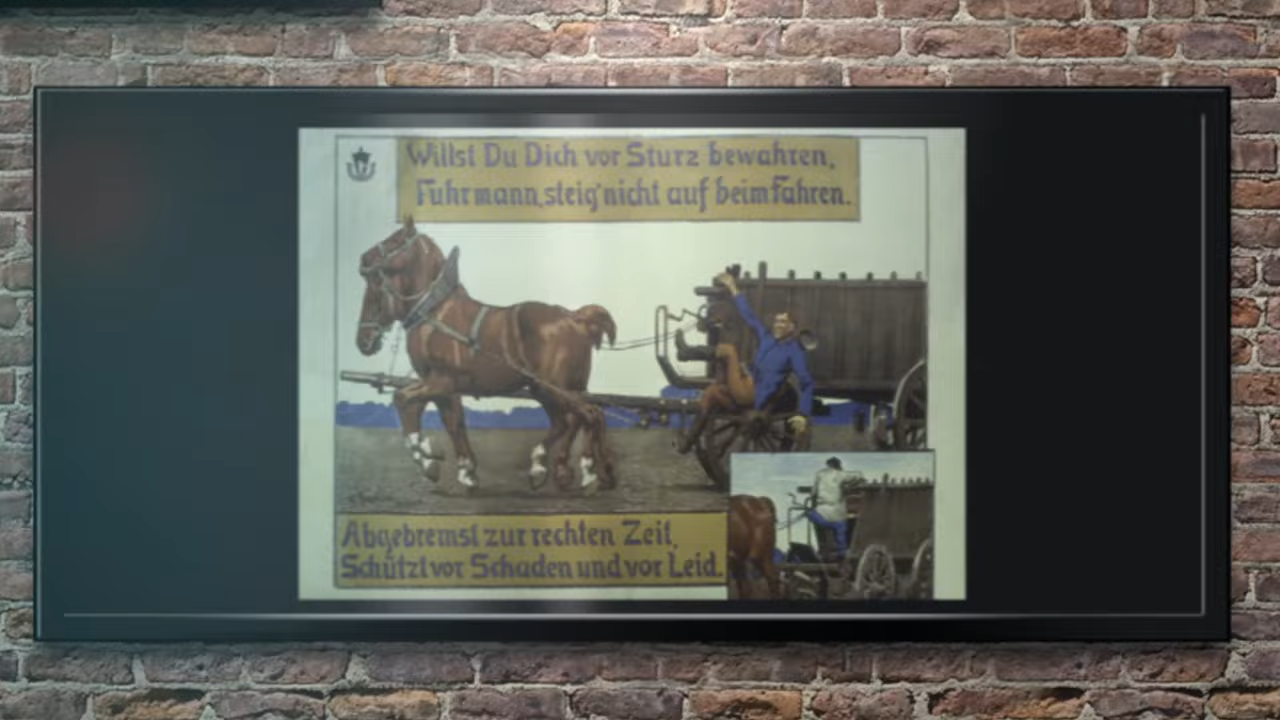 Willst Du Dich vor Sturz bewahren,
Fuhrmann, steig' nicht auf beim Fahren.
Abgebremst zur rechten Zeit,
Schützt vor Schaden und vor Leid.